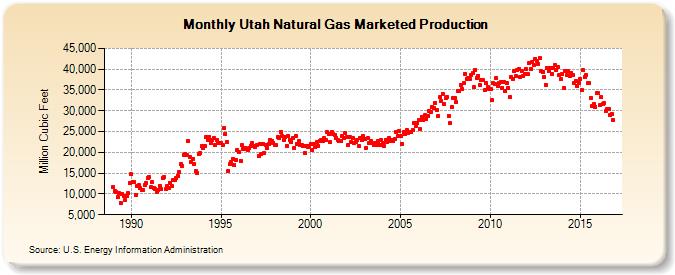 Monthly Utah Natural Gas Marketed Production
Million Cubic Feet
45,000
40,000
35,000
30,000
25,000
20,000
15,000
10,000
5,000
1990 1995 2000 2005 2010 2015
Source: U.S. Energy Information Administration